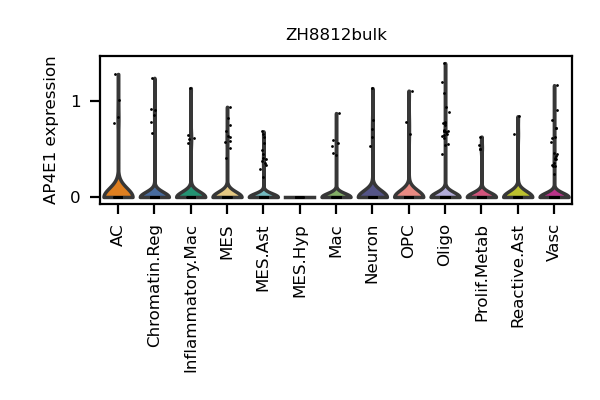 ZH8812bulk
AP4E1 expression
1
0
AC
Chromatin.Reg
Inflammatory.Mac
MES
MES.Ast
MES.Hyp
Mac
Neuron
OPC
Oligo
Prolif.Metab
Reactive.Ast
Vasc